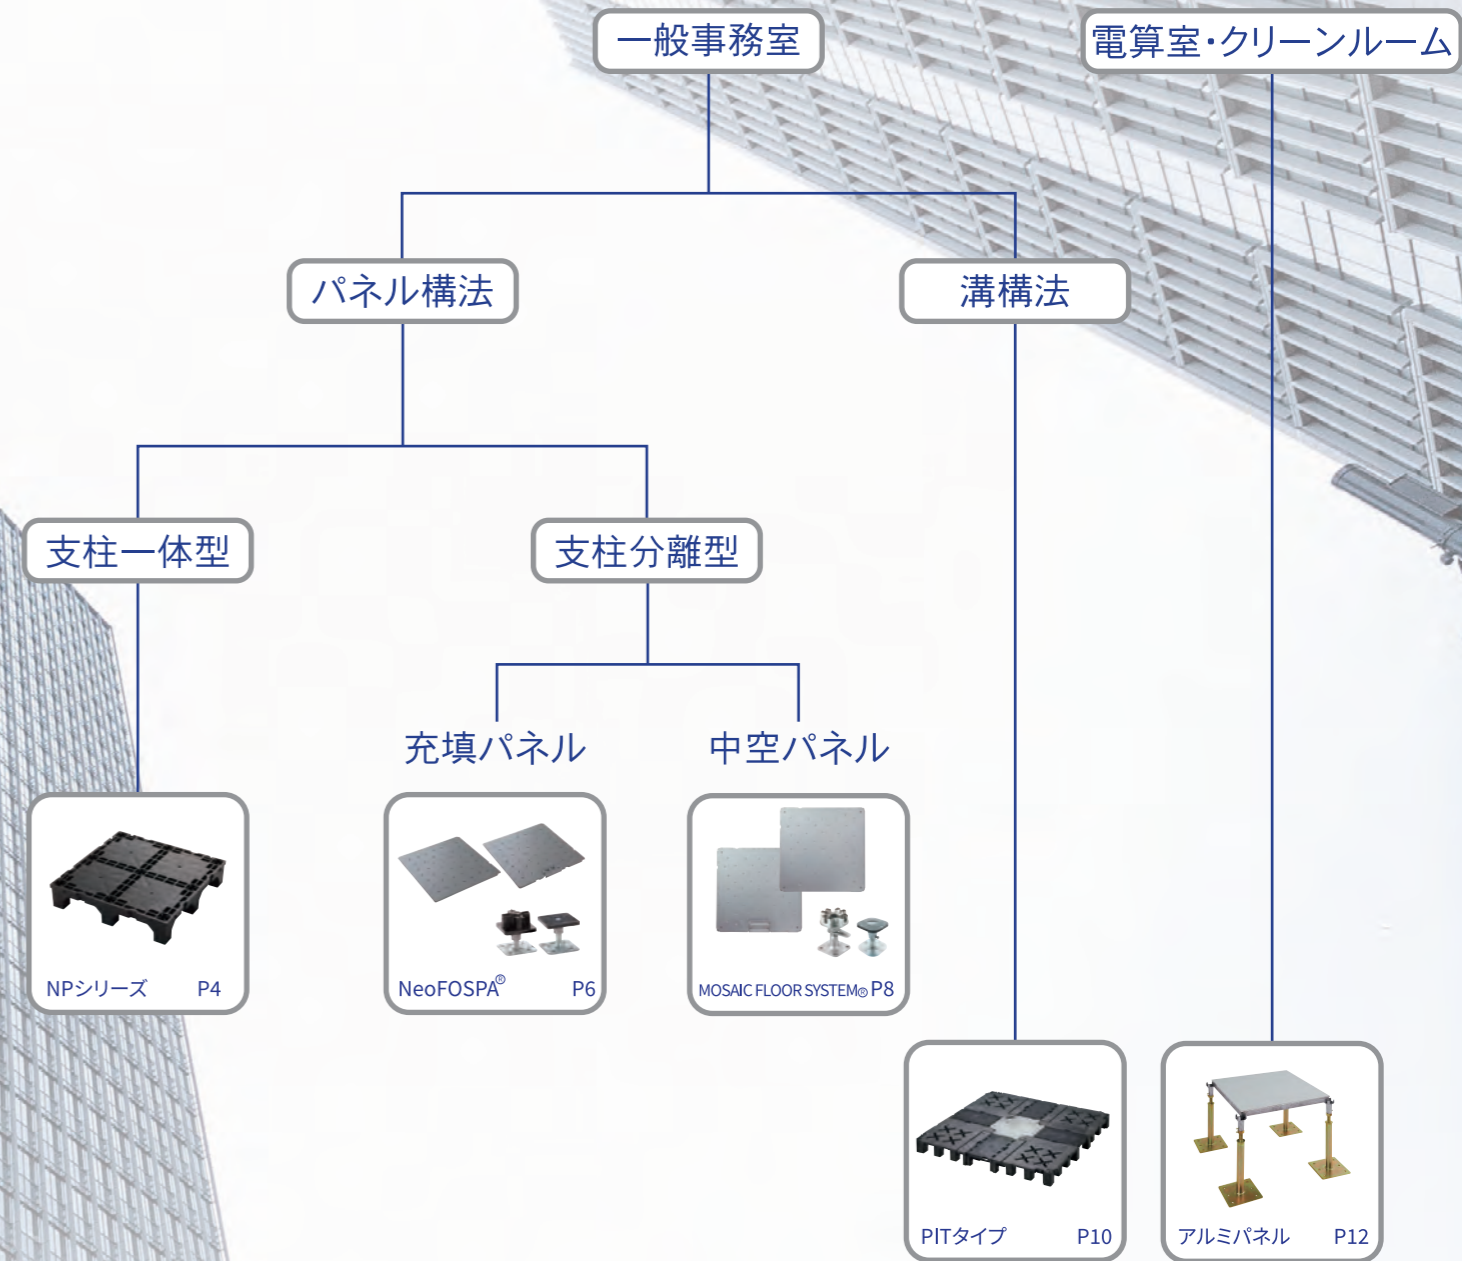 一般事務室
電算室・クリーンルーム
パネル構法
溝構法
支柱一体型
支柱分離型
充填パネル
中空パネル
NPシリーズ P4
NeoFOSPA® P6
MOSAIC FLOOR SYSTEM® P8
PITタイプ P10
アルミパネル P12